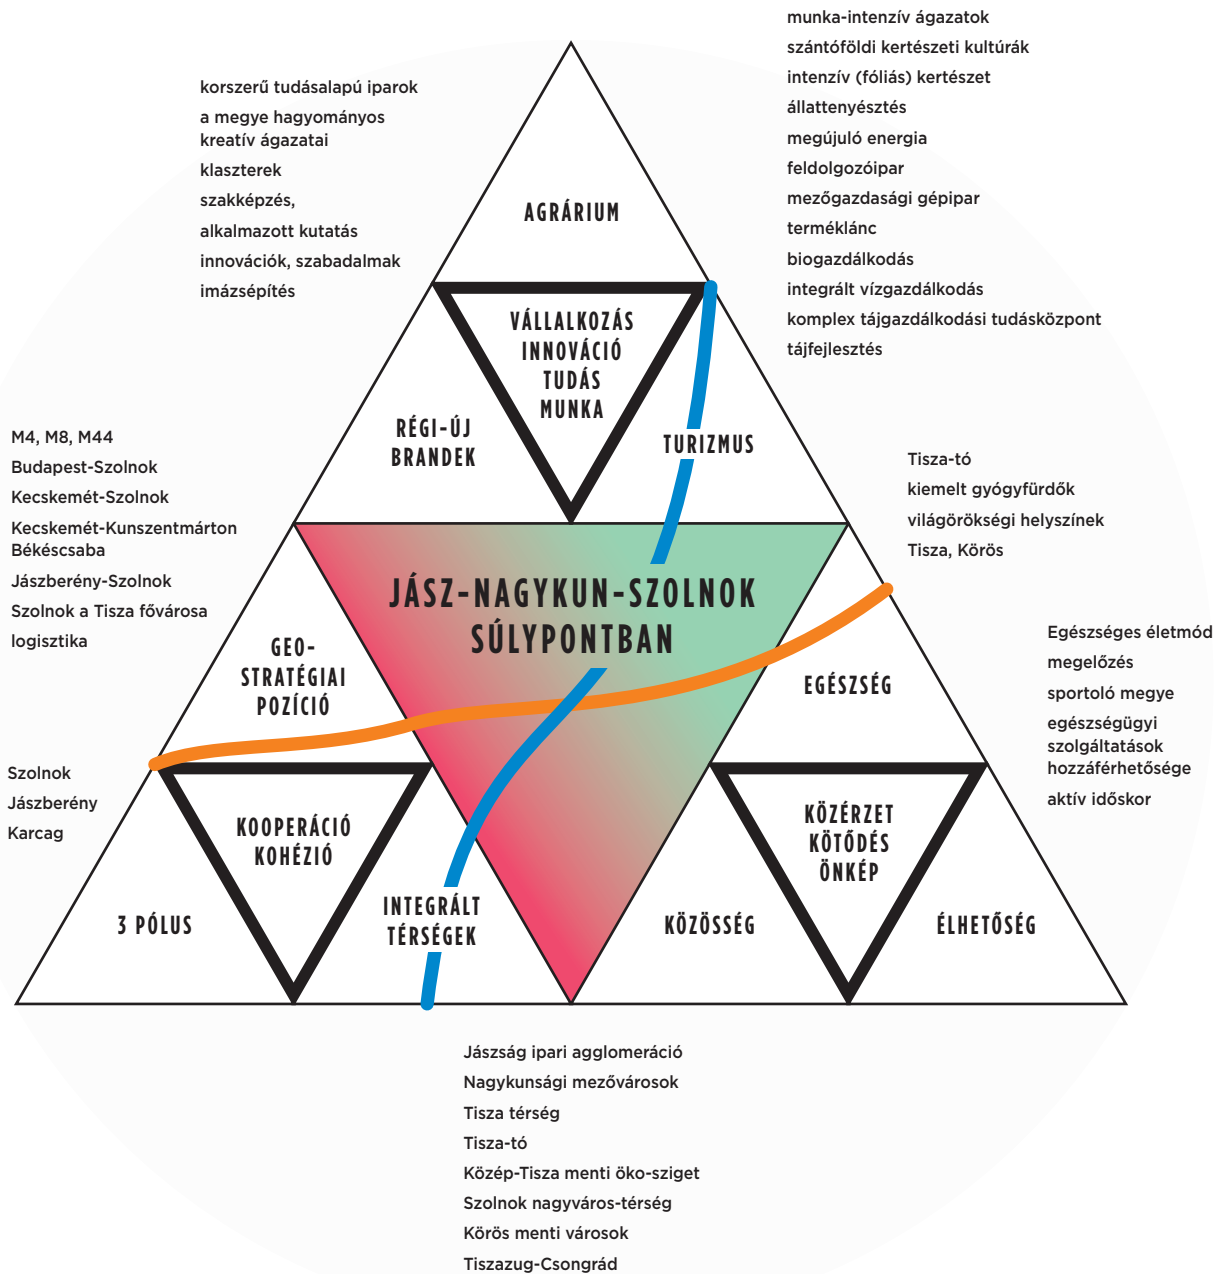 munka-intenzív ágazatok
szántóföldi kertészeti kultúrák
intenzív (fóliás) kertészet
állattenyésztés
megújuló energia
feldolgozóipar
mezőgazdasági gépipar
terméklánc
biogazdálkodás
integrált vízgazdálkodás
komplex tájgazdálkodási tudásközpont
tájfejlesztés
korszerű tudásalapú iparok
a megye hagyományos
kreatív ágazatai
klaszterek
szakképzés,
alkalmazott kutatás
innovációk, szabadalmak
imázsépítés
AGRÁRIUM
VÁLLALKOZÁS
INNOVÁCIÓ
TUDÁS
MUNKA
RÉGI-ÚJ
BRANDEK
TURIZMUS
M4, M8, M44
Budapest-Szolnok
Kecskemét-Szolnok
Kecskemét-Kunszentmárton
Békéscsaba
Jászberény-Szolnok
Szolnok a Tisza fővárosa
logisztika
Tisza-tó
kiemelt gyógyfürdők
világörökségi helyszínek
Tisza, Körös
JÁSZ-NAGYKUN-SZOLNOK
SÚLYPONTBAN
GEO-
STRATÉGIAI
POZÍCIÓ
EGÉSZSÉG
Egészséges életmód
megelőzés
sportoló megye
egészségügyi
szolgáltatások
hozzáférhetősége
aktív időskor
Szolnok
Jászberény
Karcag
KOOPERÁCIÓ
KOHÉZIÓ
KÖZÉRZET
KÖTŐDÉS
ÖNKÉP
3 PÓLUS
INTEGRÁLT
TÉRSÉGEK
KÖZÖSSÉG
ÉLHETŐSÉG
Jászság ipari agglomeráció
Nagykunsági mezővárosok
Tisza térség
Tisza-tó
Közép-Tisza menti öko-sziget
Szolnok nagyváros-térség
Körös menti városok
Tiszazug-Csongrád